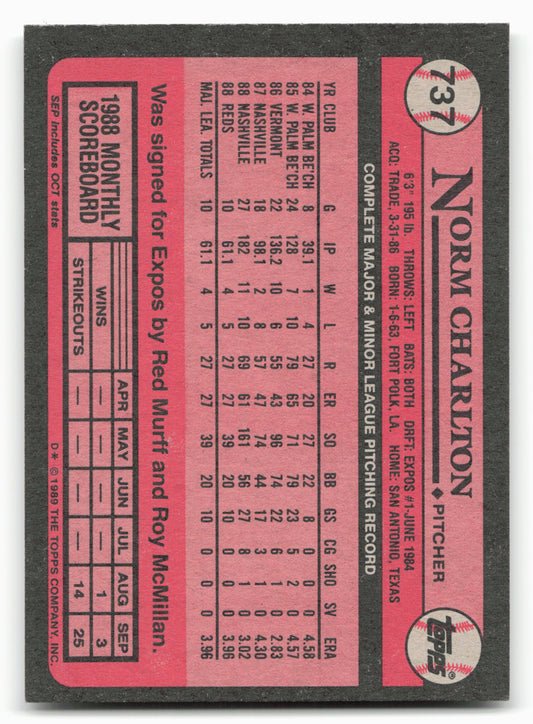 737
NORM CHARLTON ♦ PITCHER
TOPPS®
6'3" 195 lb. THROWS: LEFT BATS: BOTH DRFT: EXPOS #1-JUNE 1984
ACQ: TRADE, 3-31-86 BORN: 1-6-63, FORT POLK, LA. HOME: SAN ANTONIO, TEXAS
COMPLETE MAJOR & MINOR LEAGUE PITCHING RECORD
YR CLUB G IP W L R ER SO BB GS CG SHO SV ERA
84 W. PALM BE'CH 8 39.1 1 4 27 20 27 22 8 0 0 0 4.58
85 W. PALM BE'CH 24 128 7 10 79 65 71 79 23 5 2 0 4.57
86 VERMONT 22 136.2 10 6 55 43 96 74 22 6 1 0 2.83
87 NASHVILLE 18 98.1 2 8 57 47 74 44 17 3 1 0 4.30
88 NASHVILLE 27 182 11 10 69 61 161 56 27 8 1 0 3.02
88 REDS 10 61.1 4 5 27 27 39 20 10 0 0 0 3.96
MAJ. LEA. TOTALS 10 61.1 4 5 27 27 39 20 10 0 0 0 3.96
Was signed for Expos by Red Murff and Roy McMillan.
1988 MONTHLY
SCOREBOARD
SEP includes OCT stats
APR MAY JUN JUL AUG SEP
WINS — — — — 1 3
STRIKEOUTS — — — — 14 25
D* © 1989 THE TOPPS COMPANY, INC.